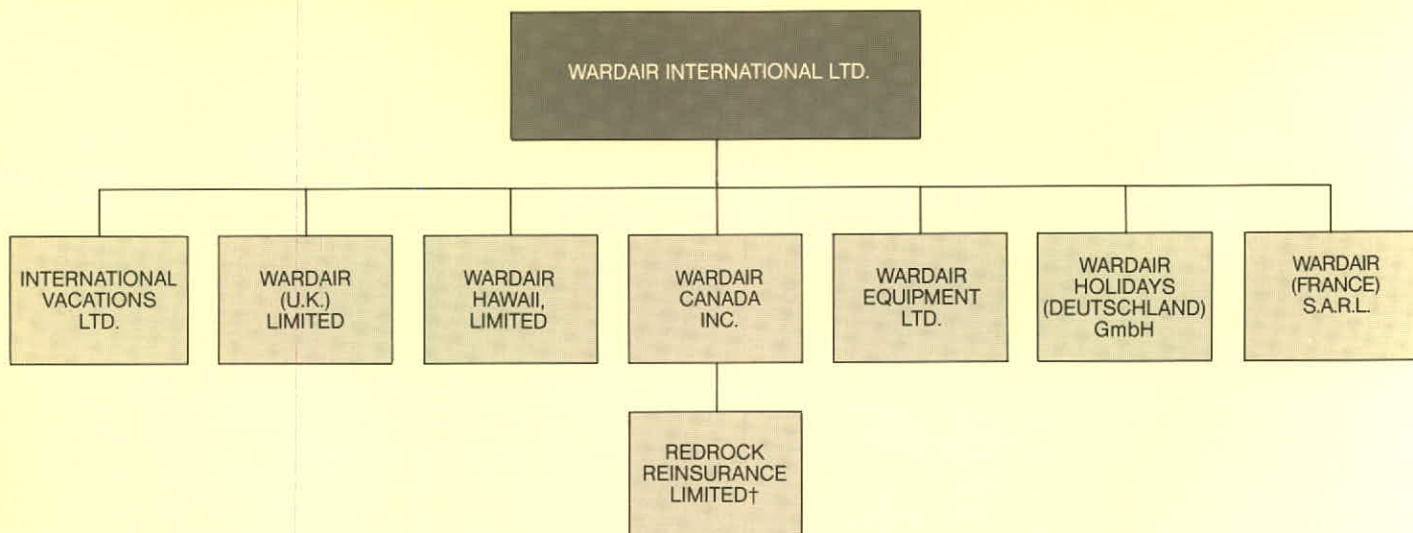 WARDAIR INTERNATIONAL LTD.
INTERNATIONAL
VACATIONS
LTD.
WARDAIR
(U.K.)
LIMITED
WARDAIR
HAWAII,
LIMITED
WARDAIR
CANADA
INC.
WARDAIR
EQUIPMENT
LTD.
WARDAIR
HOLIDAYS
(DEUTSCHLAND)
GmbH
WARDAIR
(FRANCE)
S.A.R.L.
REDROCK
REINSURANCE
LIMITED†